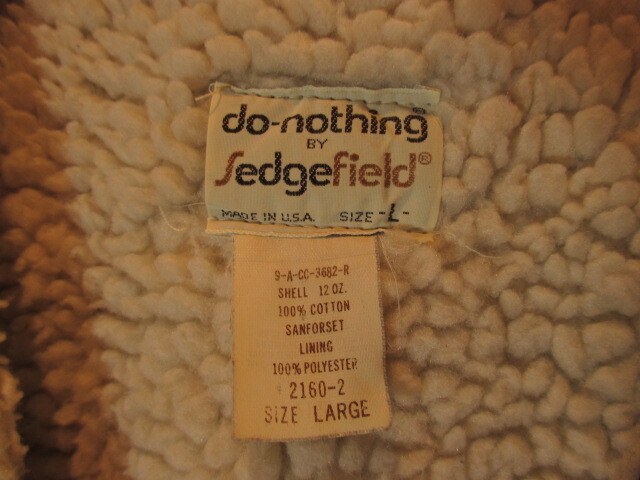 do-nothing
BY
Sedgefield®
MADE IN U.S.A. SIZE -L-
9-A-CC-3682-R
SHELL 12 OZ.
100% COTTON
SANFORSET
LINING
100% POLYESTER
2160-2
SIZE LARGE